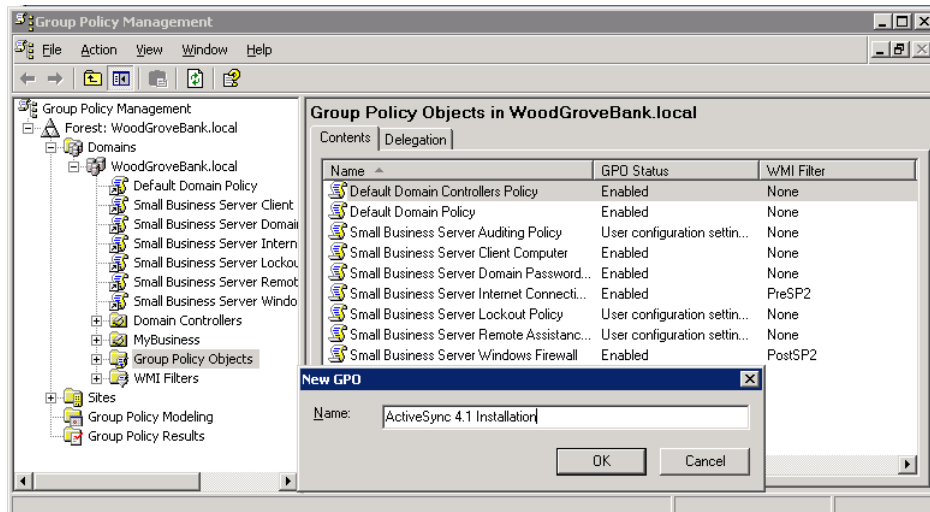 Group Policy Management
File Action View Window Help
Group Policy Management
Forest: WoodGroveBank.local
Domains
WoodGroveBank.local
Default Domain Policy
Small Business Server Client
Small Business Server Domai
Small Business Server Intern
Small Business Server Lockou
Small Business Server Remot
Small Business Server Windo
Domain Controllers
MyBusiness
Group Policy Objects
WMI Filters
Sites
Group Policy Modeling
Group Policy Results
Group Policy Objects in WoodGroveBank.local
Contents Delegation
Name GPO Status WMI Filter
Default Domain Controllers Policy Enabled None
Default Domain Policy Enabled None
Small Business Server Auditing Policy User configuration settin... None
Small Business Server Client Computer Enabled None
Small Business Server Domain Password... Enabled None
Small Business Server Internet Connecti... Enabled PreSP2
Small Business Server Lockout Policy User configuration settin... None
Small Business Server Remote Assistanc... User configuration settin... None
Small Business Server Windows Firewall Enabled PostSP2
New GPO
Name: ActiveSync 4.1 Installation
OK Cancel